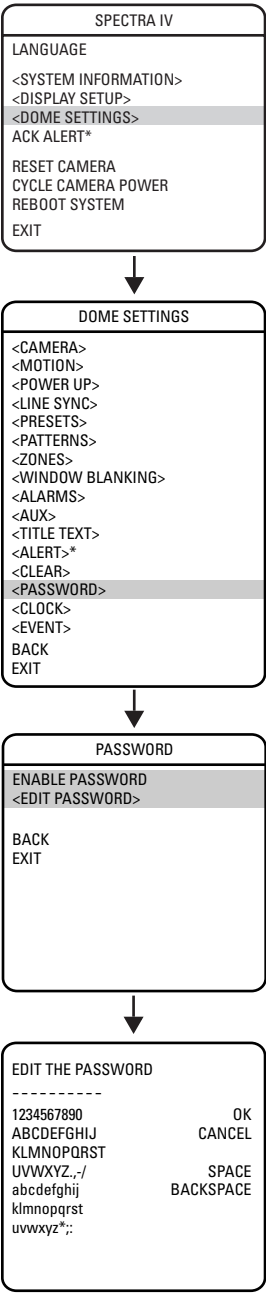 SPECTRA IV
LANGUAGE
<SYSTEM INFORMATION>
<DISPLAY SETUP>
<DOME SETTINGS>
ACK ALERT*
RESET CAMERA
CYCLE CAMERA POWER
REBOOT SYSTEM
EXIT
DOME SETTINGS
<CAMERA>
<MOTION>
<POWER UP>
<LINE SYNC>
<PRESETS>
<PATTERNS>
<ZONES>
<WINDOW BLANKING>
<ALARMS>
<AUX>
<TITLE TEXT>
<ALERT>*
<CLEAR>
<PASSWORD>
<CLOCK>
<EVENT>
BACK
EXIT
PASSWORD
ENABLE PASSWORD
<EDIT PASSWORD>
BACK
EXIT
EDIT THE PASSWORD
- - - - - - - - - -
1234567890 OK
ABCDEFGHIJ CANCEL
KLMNOPQRST
UVWXYZ.,-/ SPACE
abcdefghij BACKSPACE
klmnopqrst
uvwxyz*;: